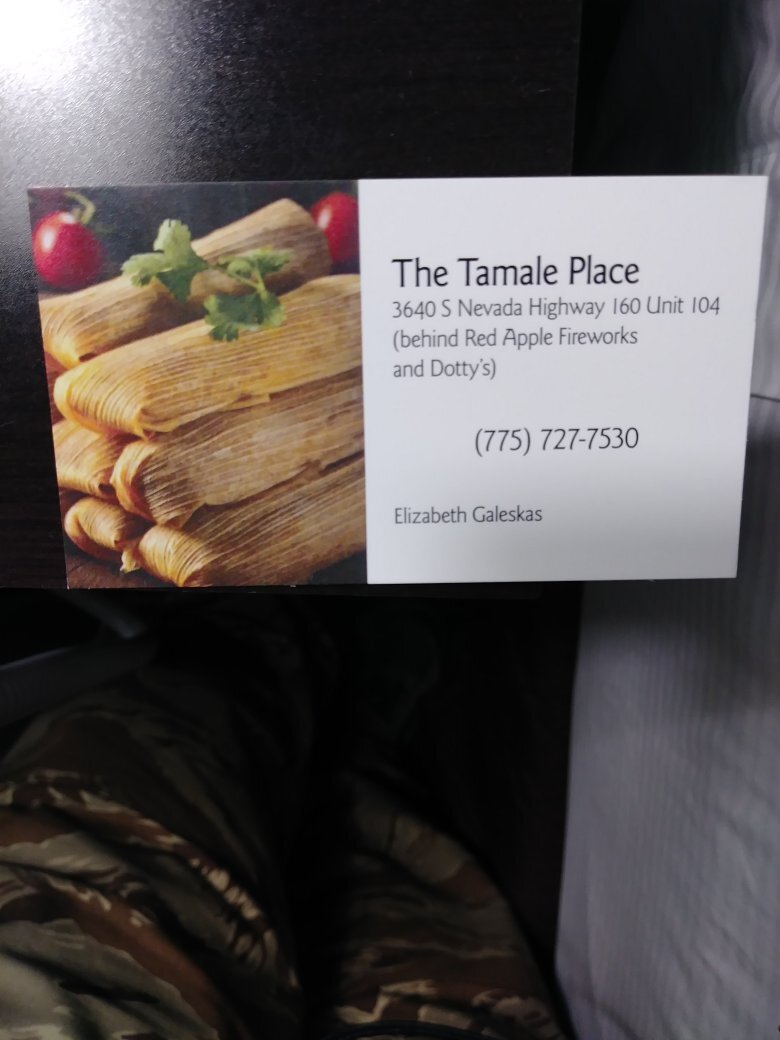 The Tamale Place
3640 S Nevada Highway 160 Unit 104
(behind Red Apple Fireworks
and Dotty's)
(775) 727-7530
Elizabeth Galeskas